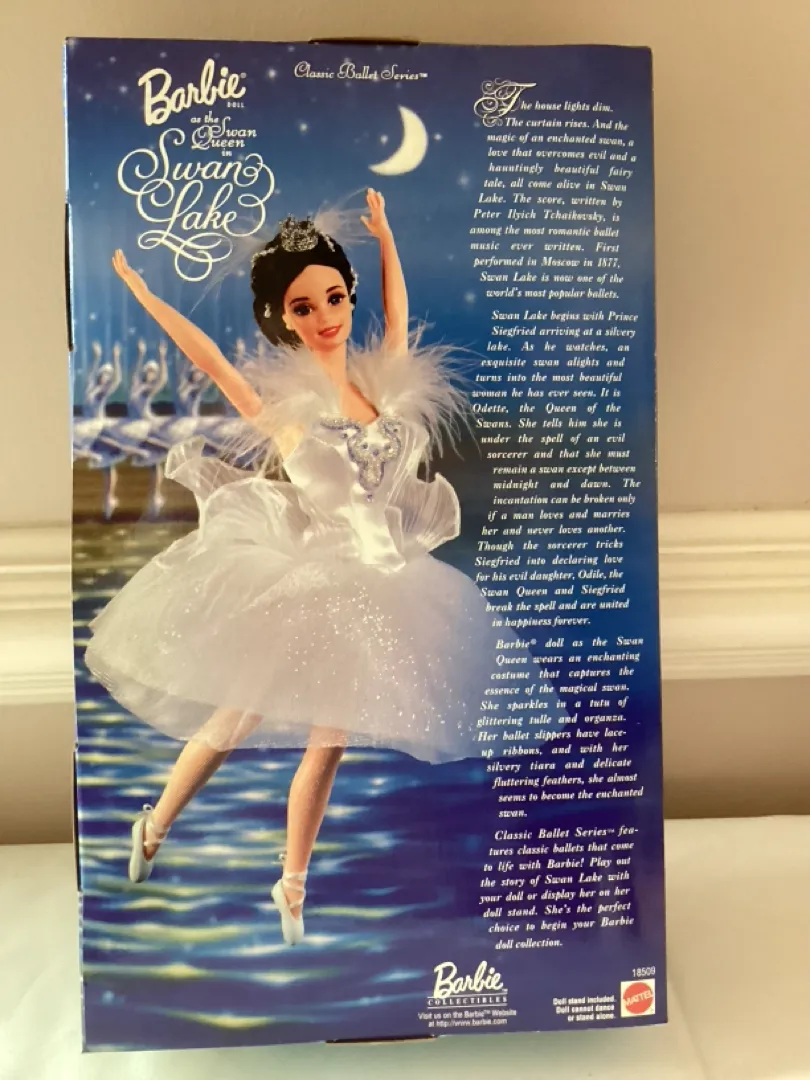 Barbie®
DOLL
as the
Swan
Queen
in
Swan
Lake
Classic Ballet Series™
The house lights dim.
The curtain rises. And the
magic of an enchanted swan, a
love that overcomes evil and a
hauntingly beautiful fairy
tale, all come alive in Swan
Lake. The score, written by
Peter Ilyich Tchaikovsky, is
among the most romantic ballet
music ever written. First
performed in Moscow in 1877,
Swan Lake is now one of the
world's most popular ballets.
Swan Lake begins with Prince
Siegfried arriving at a silvery
lake. As he watches, an
exquisite swan alights and
turns into the most beautiful
woman he has ever seen. It is
Odette, the Queen of the
Swans. She tells him she is
under the spell of an evil
sorcerer and that she must
remain a swan except between
midnight and dawn. The
incantation can be broken only
if a man loves and marries
her and never loves another.
Though the sorcerer tricks
Siegfried into declaring love
for his evil daughter, Odile, the
Swan Queen and Siegfried
break the spell and are united
in happiness forever.
Barbie® doll as the Swan
Queen wears an enchanting
costume that captures the
essence of the magical swan.
She sparkles in a tutu of
glittering tulle and organza.
Her ballet slippers have lace-
up ribbons, and with her
silvery tiara and delicate
fluttering feathers, she almost
seems to become the enchanted
swan.
Classic Ballet Series™ fea-
tures classic ballets that come
to life with Barbie! Play out
the story of Swan Lake with
your doll or display her on her
doll stand. She's the perfect
choice to begin your Barbie
doll collection.
Barbie™
COLLECTIBLES
Visit us on the Barbie™ Website
at http://www.barbie.com
18509
Doll stand included.
Doll cannot dance
or stand alone.
MATTEL